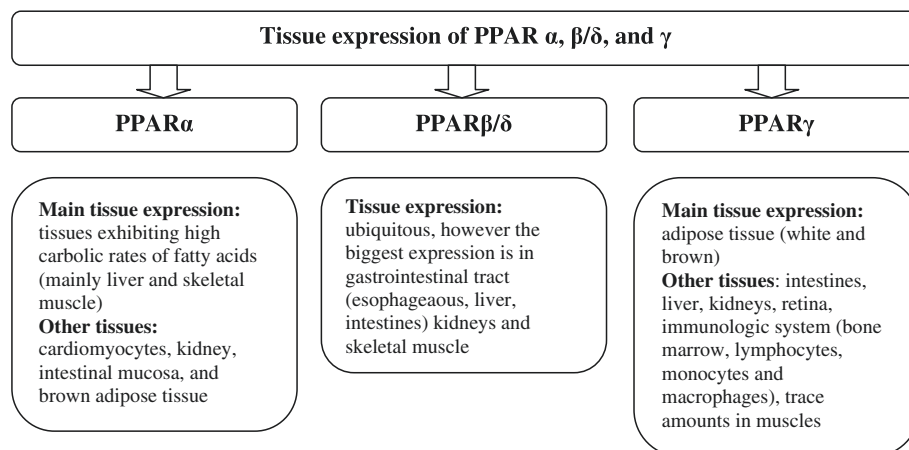 Tissue expression of PPAR α, β/δ, and γ
PPARα
PPARβ/δ
PPARγ
Main tissue expression:
tissues exhibiting high
carbolic rates of fatty acids
(mainly liver and skeletal
muscle)
Other tissues:
cardiomyocytes, kidney,
intestinal mucosa, and
brown adipose tissue
Tissue expression:
ubiquitous, however the
biggest expression is in
gastrointestinal tract
(esophageaous, liver,
intestines) kidneys and
skeletal muscle
Main tissue expression:
adipose tissue (white and
brown)
Other tissues: intestines,
liver, kidneys, retina,
immunologic system (bone
marrow, lymphocytes,
monocytes and
macrophages), trace
amounts in muscles